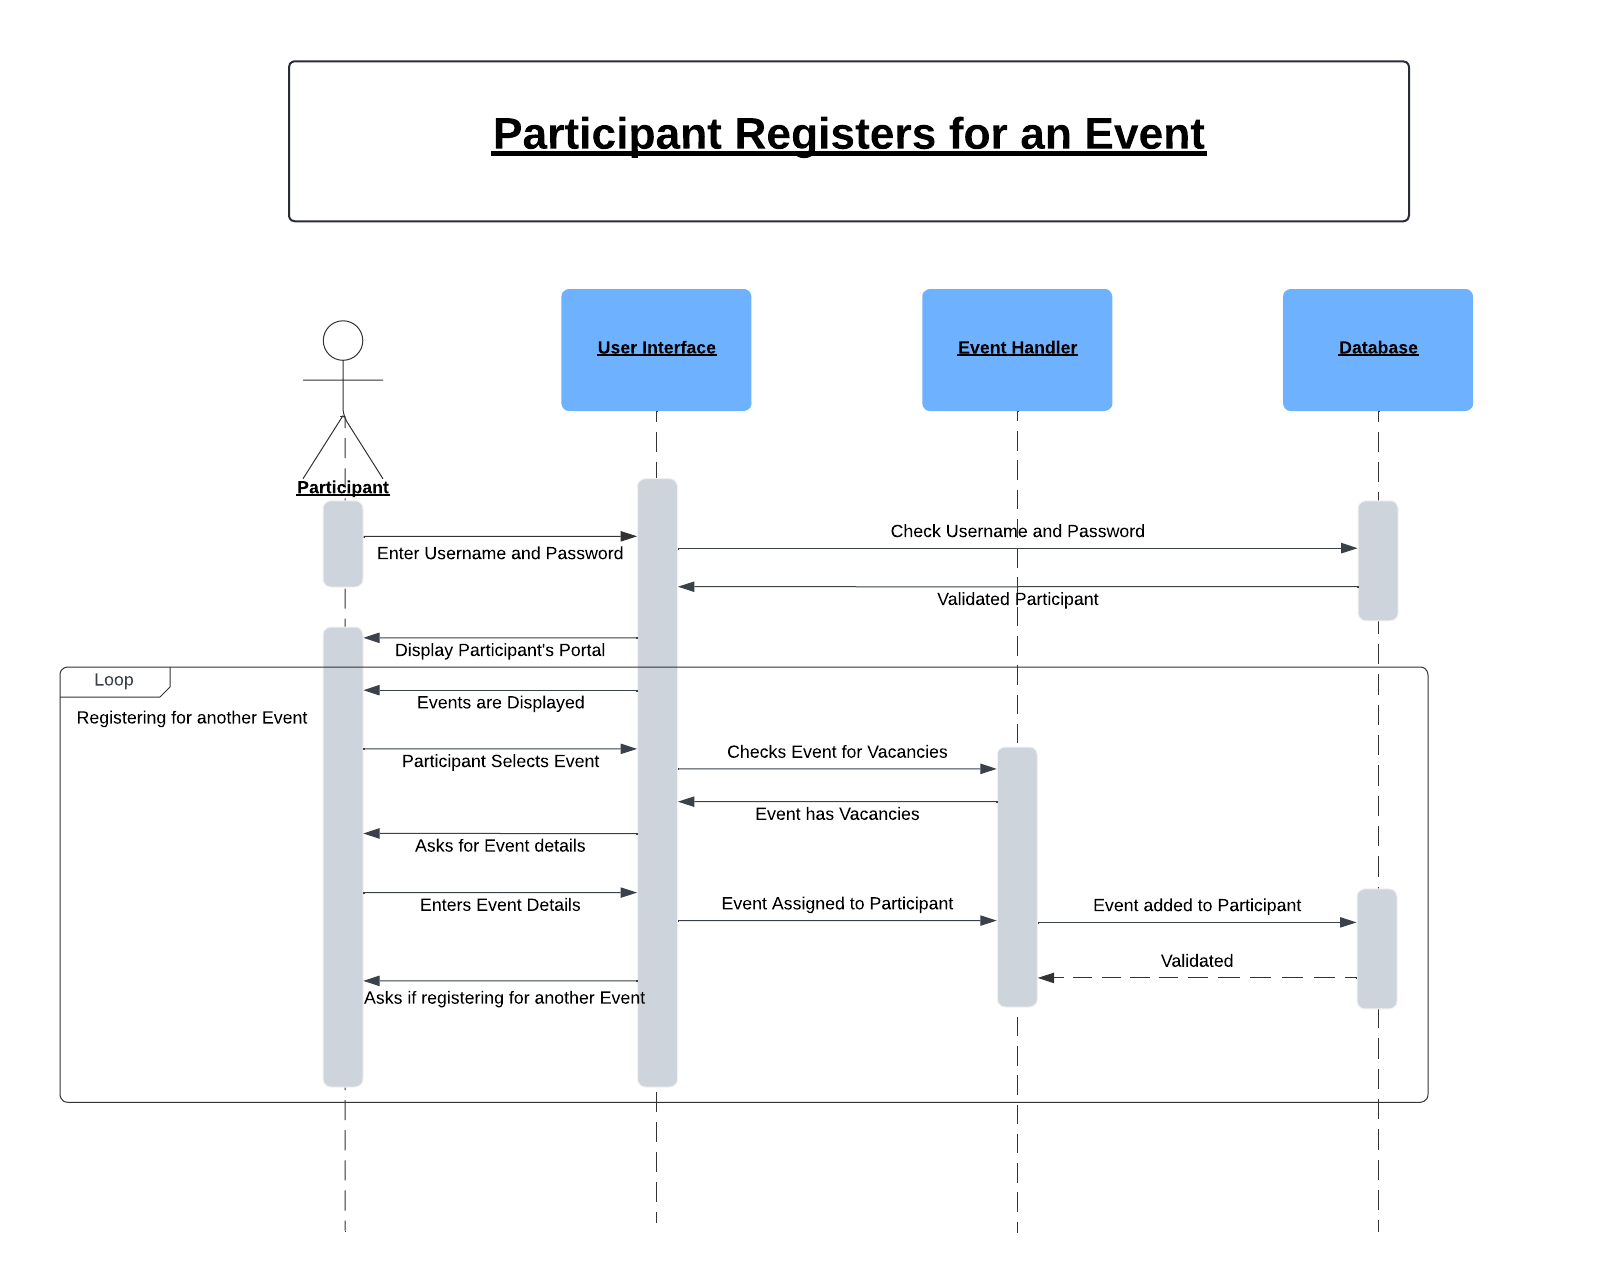 Participant Registers for an Event
User Interface
Event Handler
Database
Participant
Enter Username and Password
Check Username and Password
Validated Participant
Display Participant's Portal
Loop
Registering for another Event
Events are Displayed
Participant Selects Event
Checks Event for Vacancies
Event has Vacancies
Asks for Event details
Enters Event Details
Event Assigned to Participant
Event added to Participant
Validated
Asks if registering for another Event